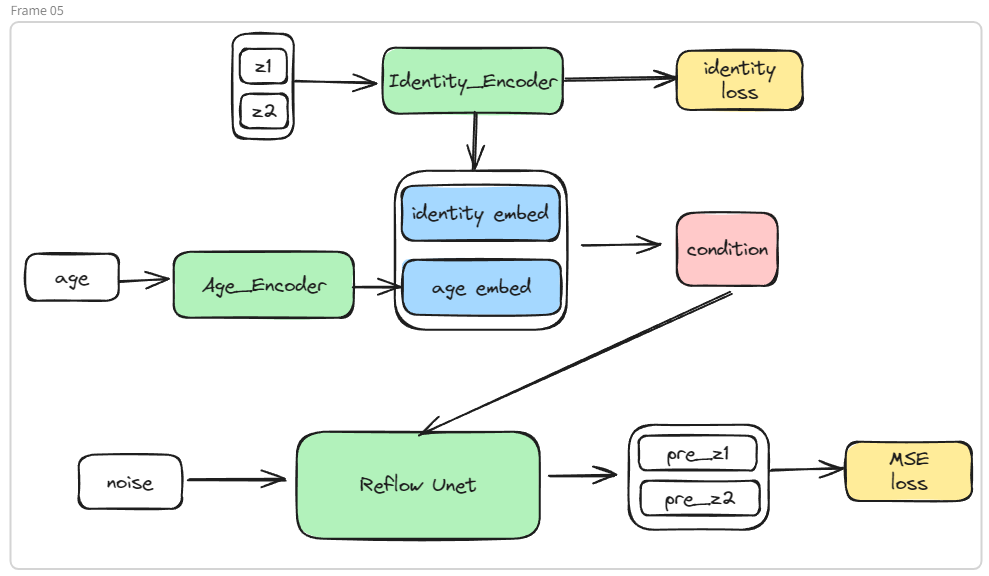 Frame 05
z1
z2
Identity_Encoder
identity
loss
identity embed
age
Age_Encoder
age embed
condition
noise
Reflow Unet
pre_z1
pre_z2
MSE
loss